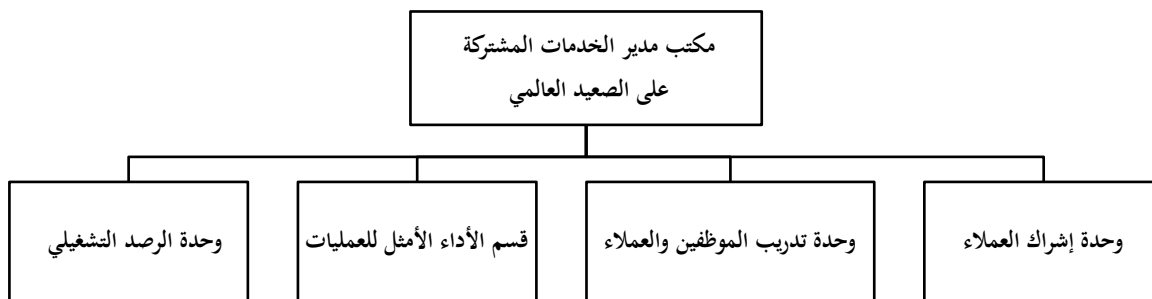 مكتب مدير الخدمات المشتركة
على الصعيد العالمي
وحدة إشراك العملاء
وحدة تدريب الموظفين والعملاء
قسم الأداء الأمثل للعمليات
وحدة الرصد التشغيلي